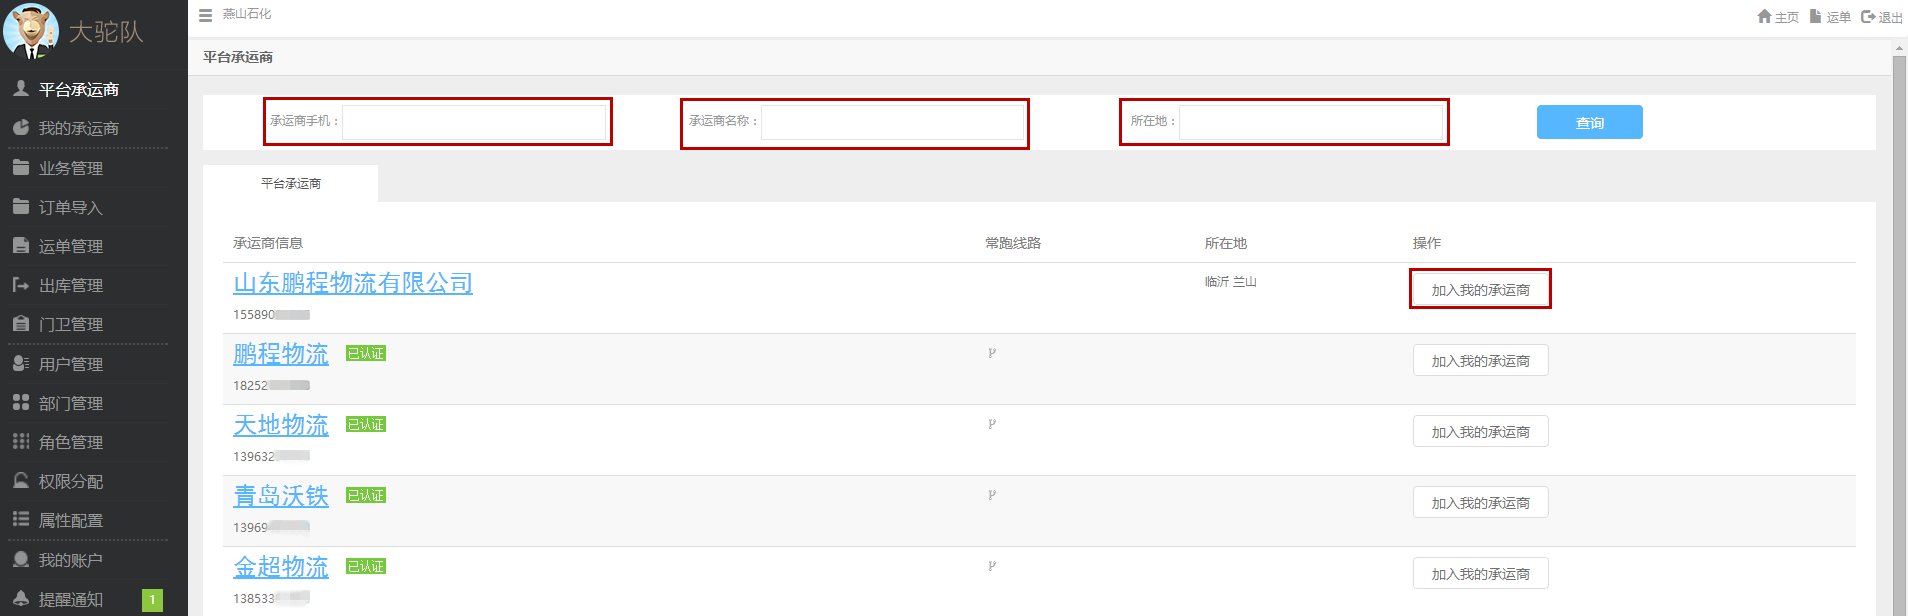 大驼队
燕山石化
主页 运单 退出
平台承运商
我的承运商
业务管理
订单导入
运单管理
出库管理
门卫管理
用户管理
部门管理
角色管理
权限分配
属性配置
我的账户
提醒通知 1
平台承运商
承运商手机： 承运商名称： 所在地： 查询
平台承运商
承运商信息 常跑线路 所在地 操作
山东鹏程物流有限公司 临沂 兰山 加入我的承运商
155890
鹏程物流 已认证 加入我的承运商
18252
天地物流 已认证 加入我的承运商
139632
青岛沃铁 已认证 加入我的承运商
13969
金超物流 已认证 加入我的承运商
138533